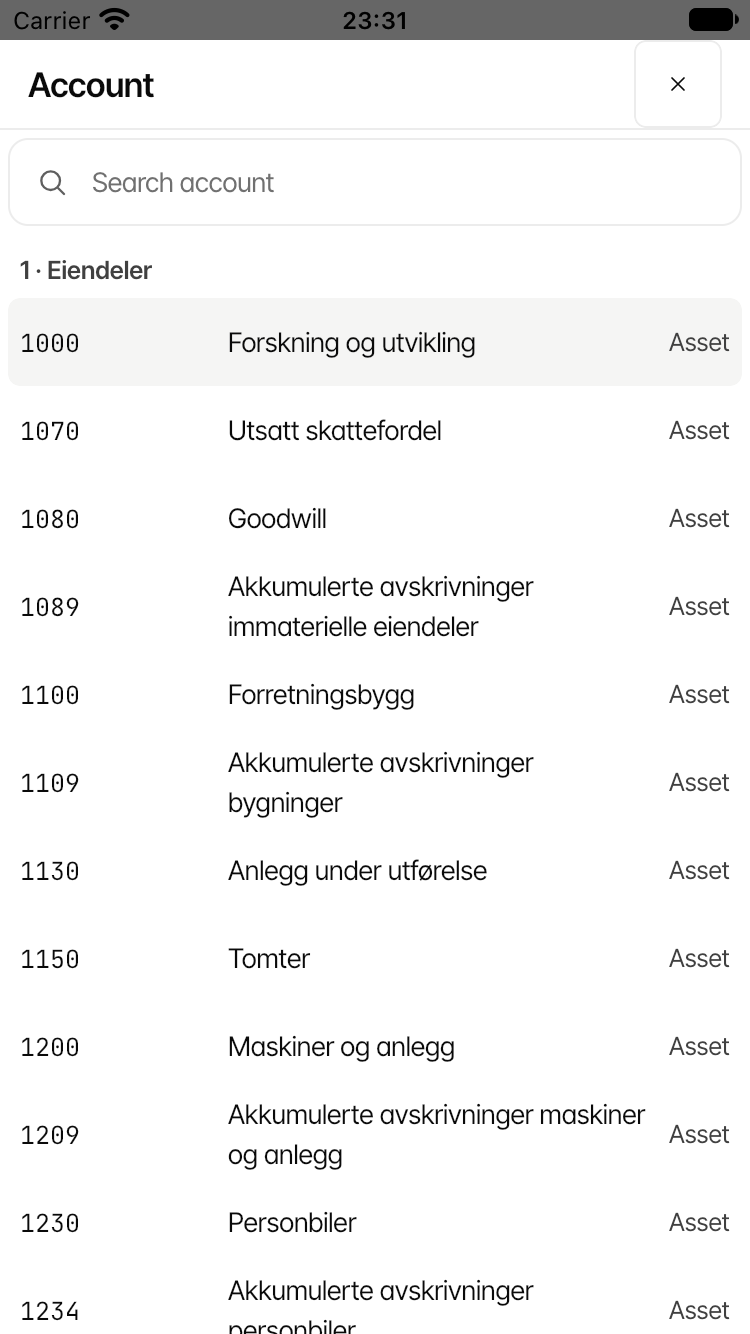 Carrier 23:31
Account
Search account
1 · Eiendeler
1000 Forskning og utvikling Asset
1070 Utsatt skattefordel Asset
1080 Goodwill Asset
1089 Akkumulerte avskrivninger Asset
immaterielle eiendeler
1100 Forretningsbygg Asset
1109 Akkumulerte avskrivninger Asset
bygninger
1130 Anlegg under utførelse Asset
1150 Tomter Asset
1200 Maskiner og anlegg Asset
1209 Akkumulerte avskrivninger maskiner Asset
og anlegg
1230 Personbiler Asset
1234 Akkumulerte avskrivninger Asset
personbiler